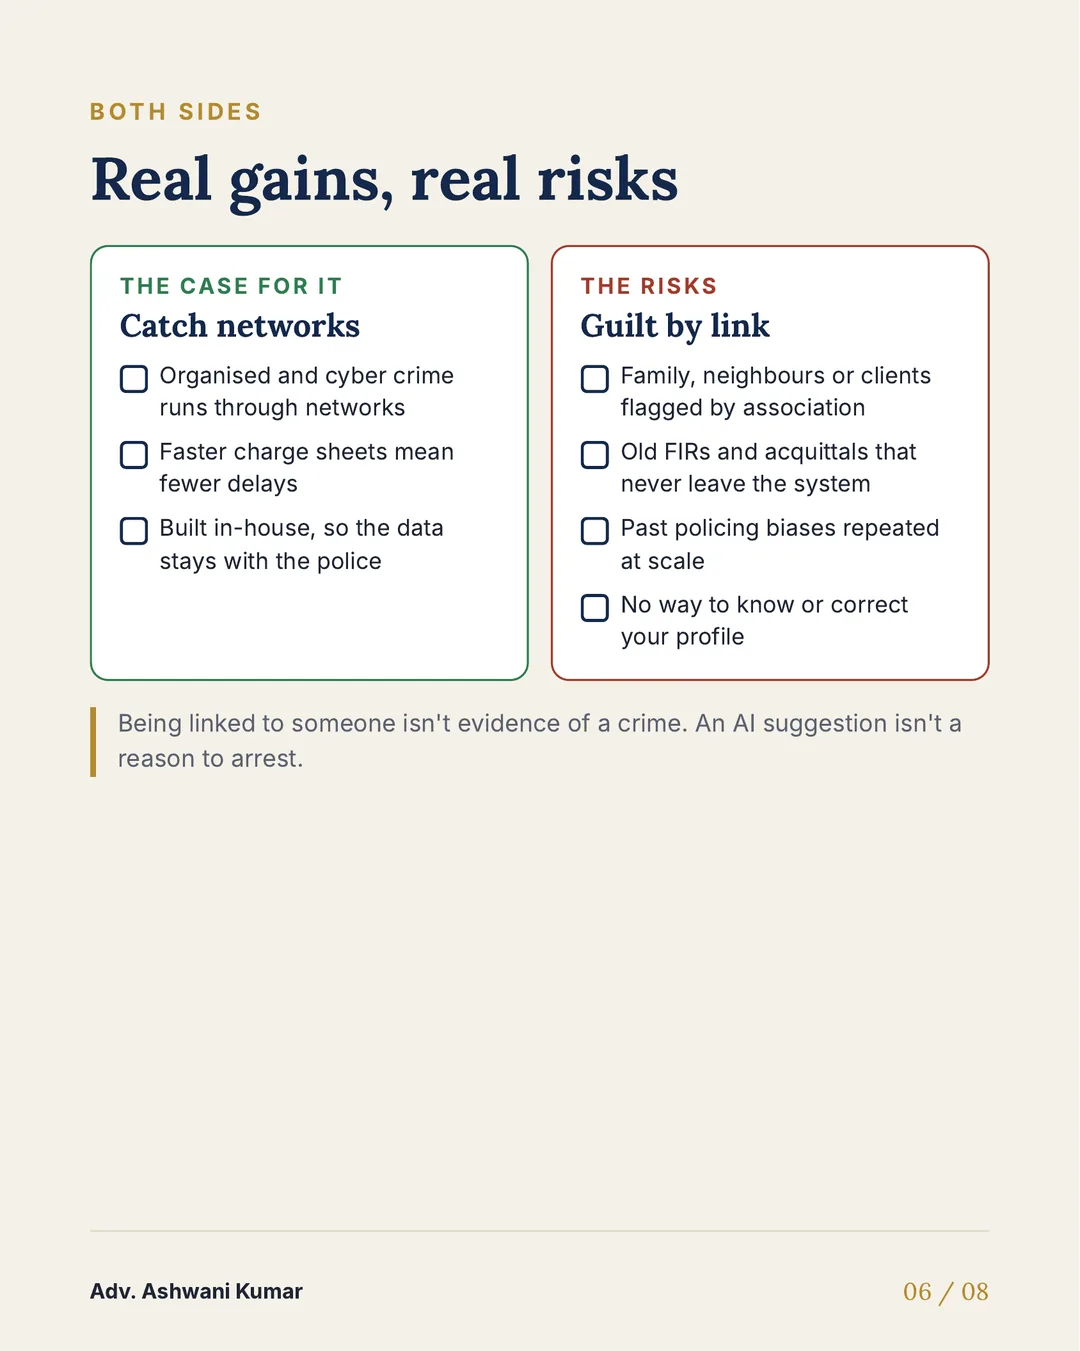 BOTH SIDES
Real gains, real risks
THE CASE FOR IT
Catch networks
Organised and cyber crime
runs through networks
Faster charge sheets mean
fewer delays
Built in-house, so the data
stays with the police
THE RISKS
Guilt by link
Family, neighbours or clients
flagged by association
Old FIRs and acquittals that
never leave the system
Past policing biases repeated
at scale
No way to know or correct
your profile
Being linked to someone isn't evidence of a crime. An AI suggestion isn't a
reason to arrest.
Adv. Ashwani Kumar
06 / 08